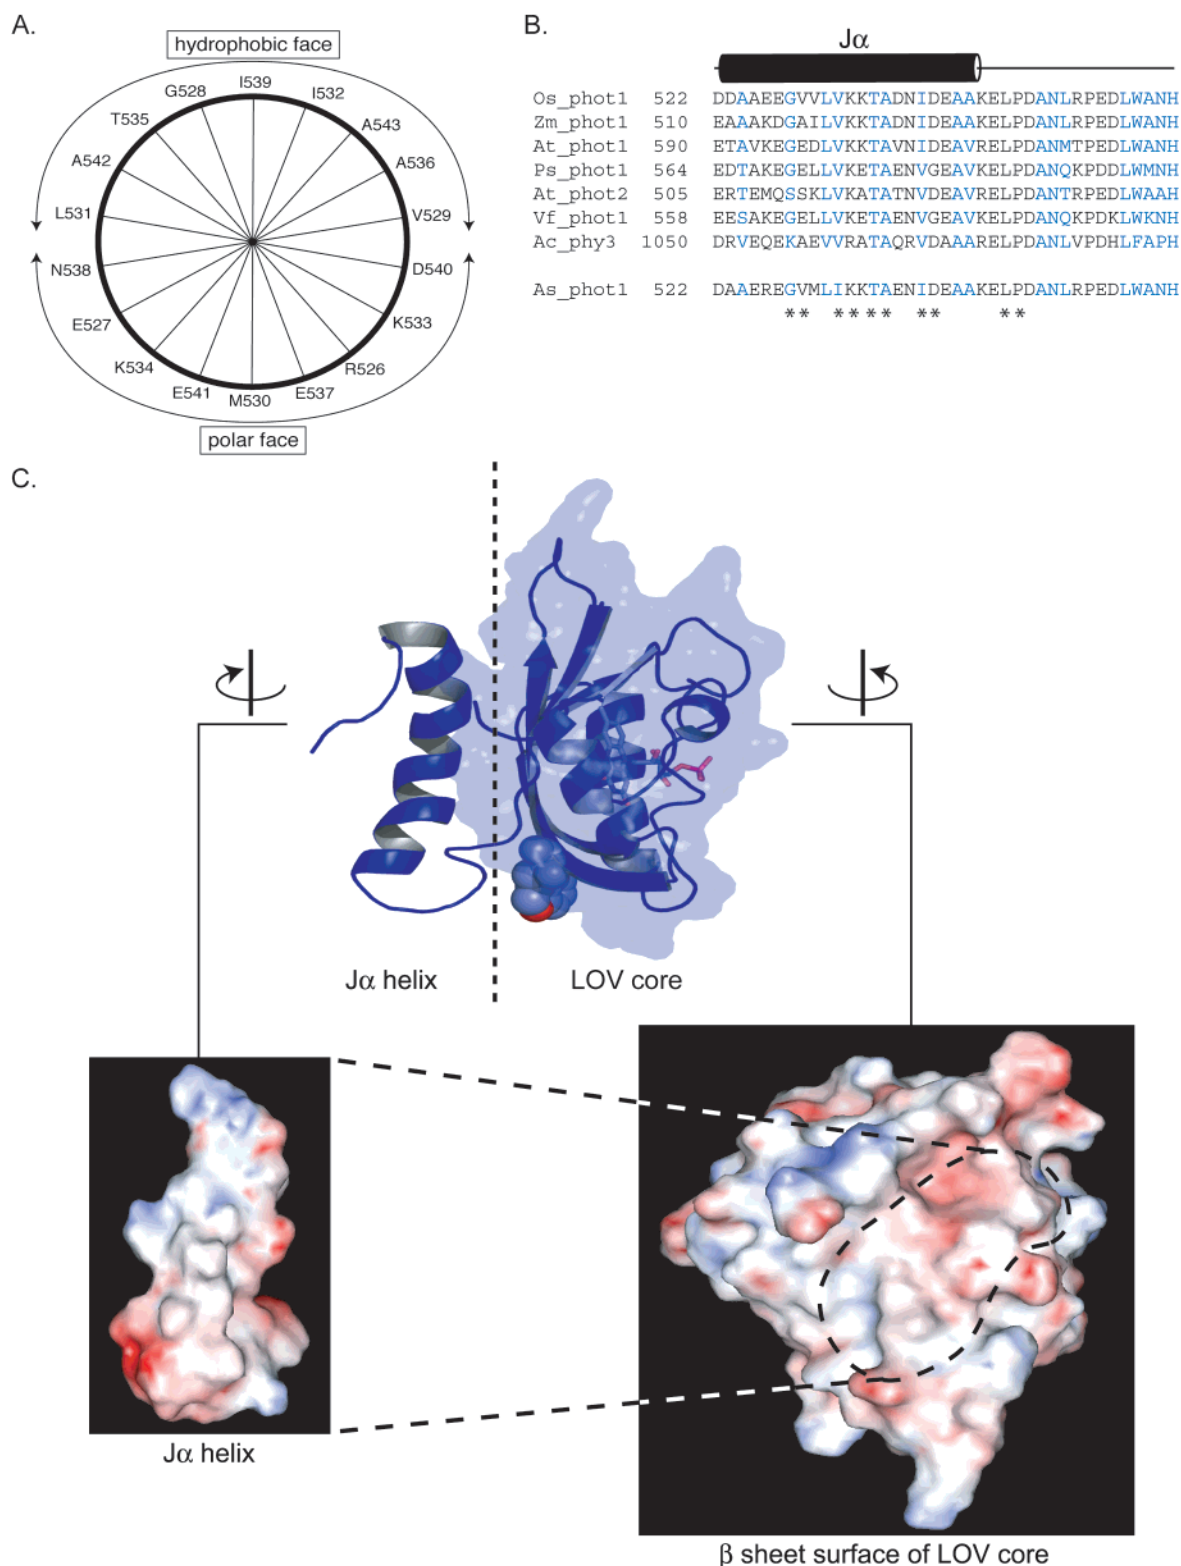 A.
hydrophobic face
I539
G528
I532
T535
A543
A542
A536
L531
V529
N538
D540
E527
K533
K534
R526
E541
E537
M530
polar face
B.
Jα
Os_phot1 522 DDAAEEGVVLVKKTADNIDEAAKELPDANLRPEDLWANH
Zm_phot1 510 EAAAKDGAILVKKTADNIDEAAKELPDANLRPEDLWANH
At_phot1 590 ETAVKEGEDLVKKTAVNIDEAVRELPDANMTPEDLWANH
Ps_phot1 564 EDTAKEGELLVKETAENVGEAVKELPDANQKPDDLWMNH
At_phot2 505 ERTEMQSSKLVKATATNVDEAVRELPDANTRPEDLWAAH
Vf_phot1 558 EESAKEGELLVKETAENVGEAVKELPDANQKPDKLWKNH
Ac_phy3 1050 DRVEQEKAEVVRATAQRVDAAARELPDANLVPDHLFAPH
As_phot1 522 DAAEREGVMLIKKTAENIDEAAKELPDANLRPEDLWANH
** ** ** ** **
C.
Jα helix
LOV core
Jα helix
β sheet surface of LOV core